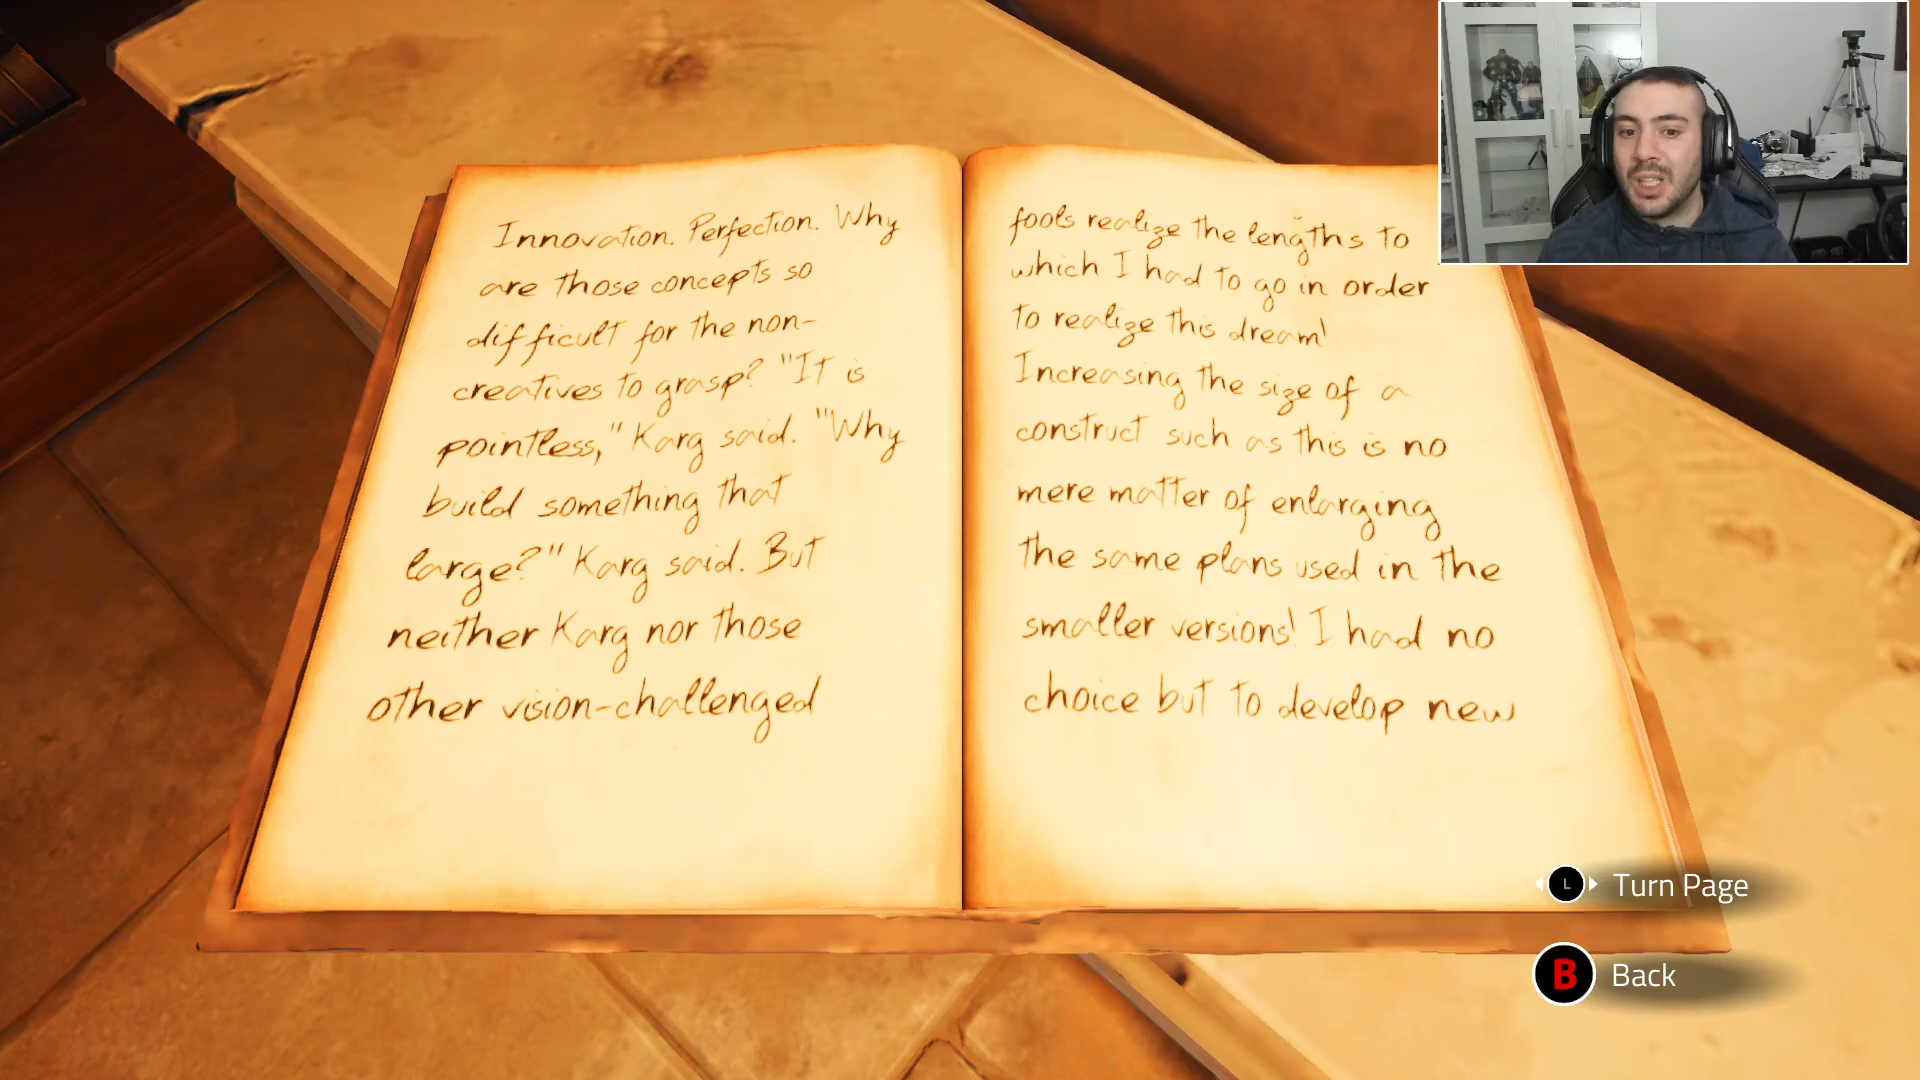 Innovation. Perfection. Why
are those concepts so
difficult for the non-
creatives to grasp? "It is
pointless," Karg said. "Why
build something that
large?" Karg said. But
neither Karg nor those
other vision-challenged
fools realize the lengths to
which I had to go in order
to realize this dream!
Increasing the size of a
construct such as this is no
mere matter of enlarging
the same plans used in the
smaller versions! I had no
choice but to develop new
L Turn Page
B Back